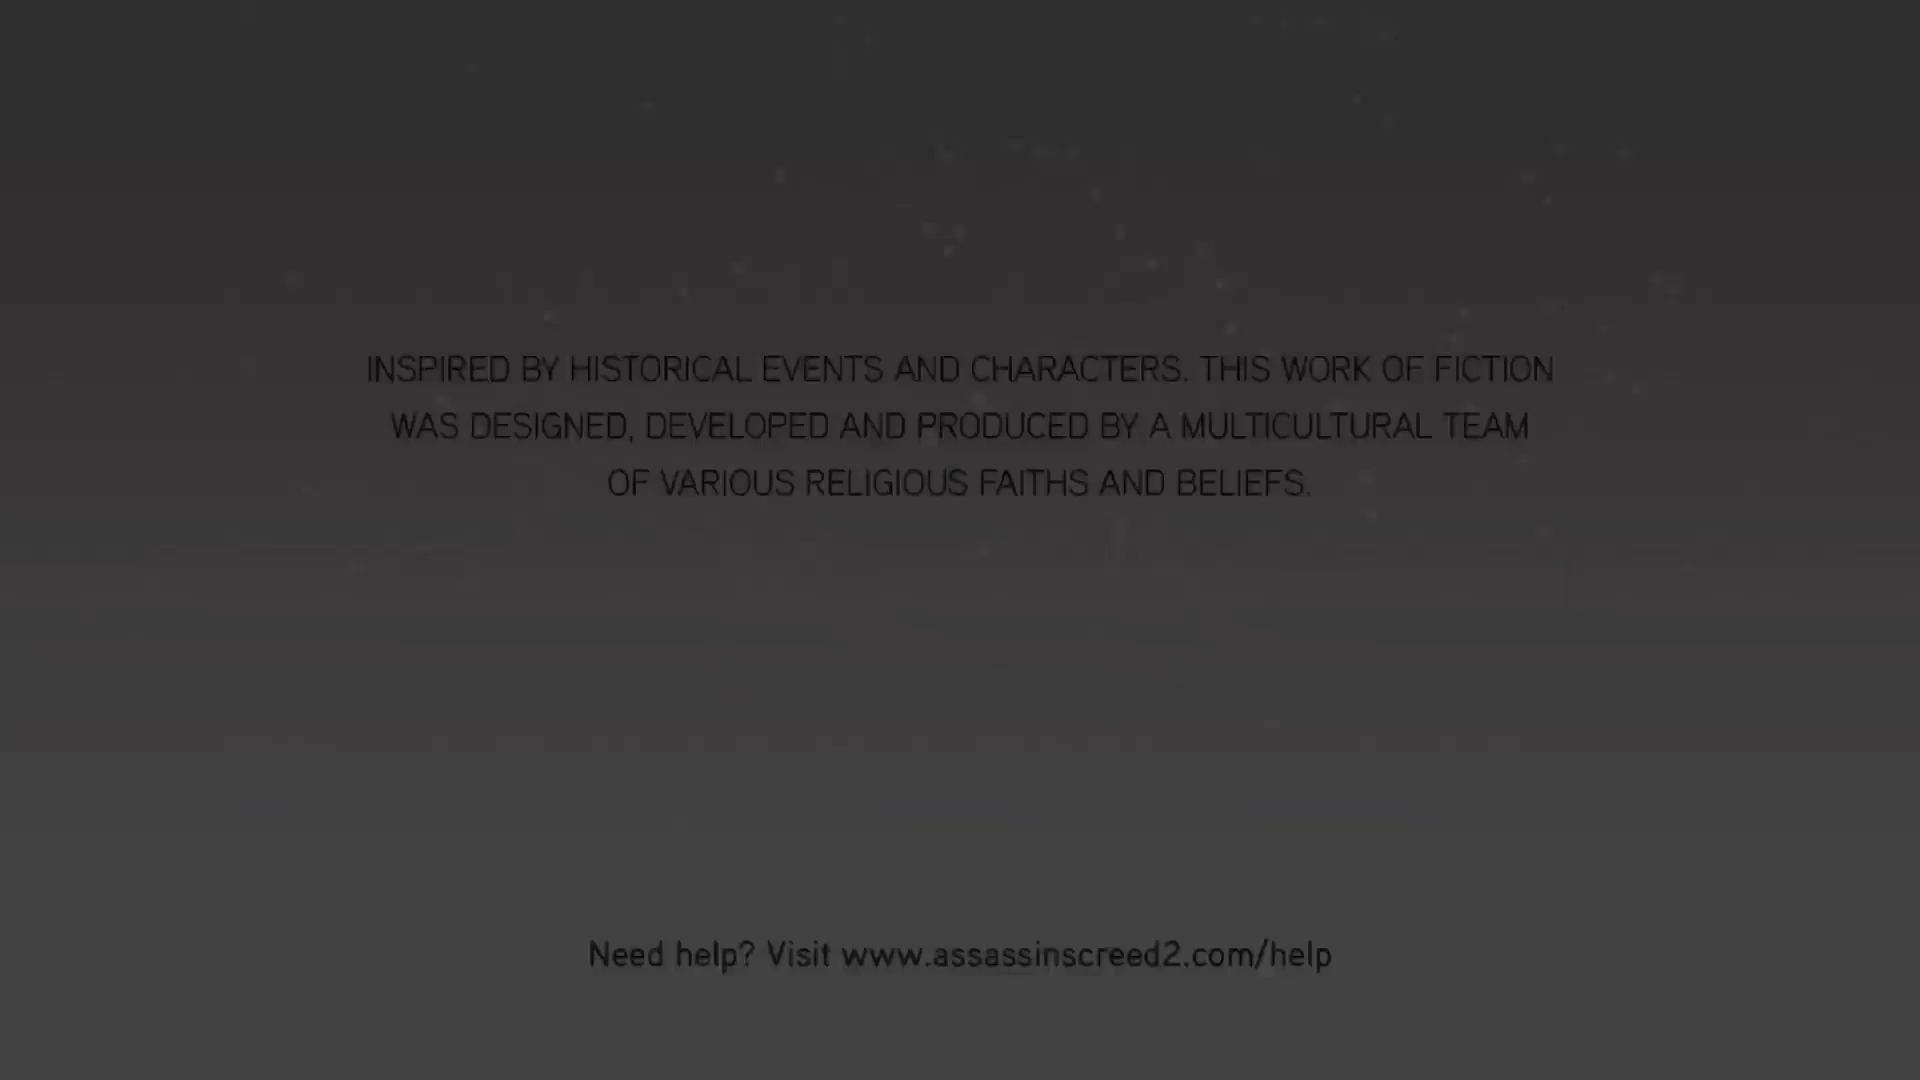 INSPIRED BY HISTORICAL EVENTS AND CHARACTERS. THIS WORK OF FICTION
WAS DESIGNED, DEVELOPED AND PRODUCED BY A MULTICULTURAL TEAM
OF VARIOUS RELIGIOUS FAITHS AND BELIEFS.
Need help? Visit www.assassinscreed2.com/help